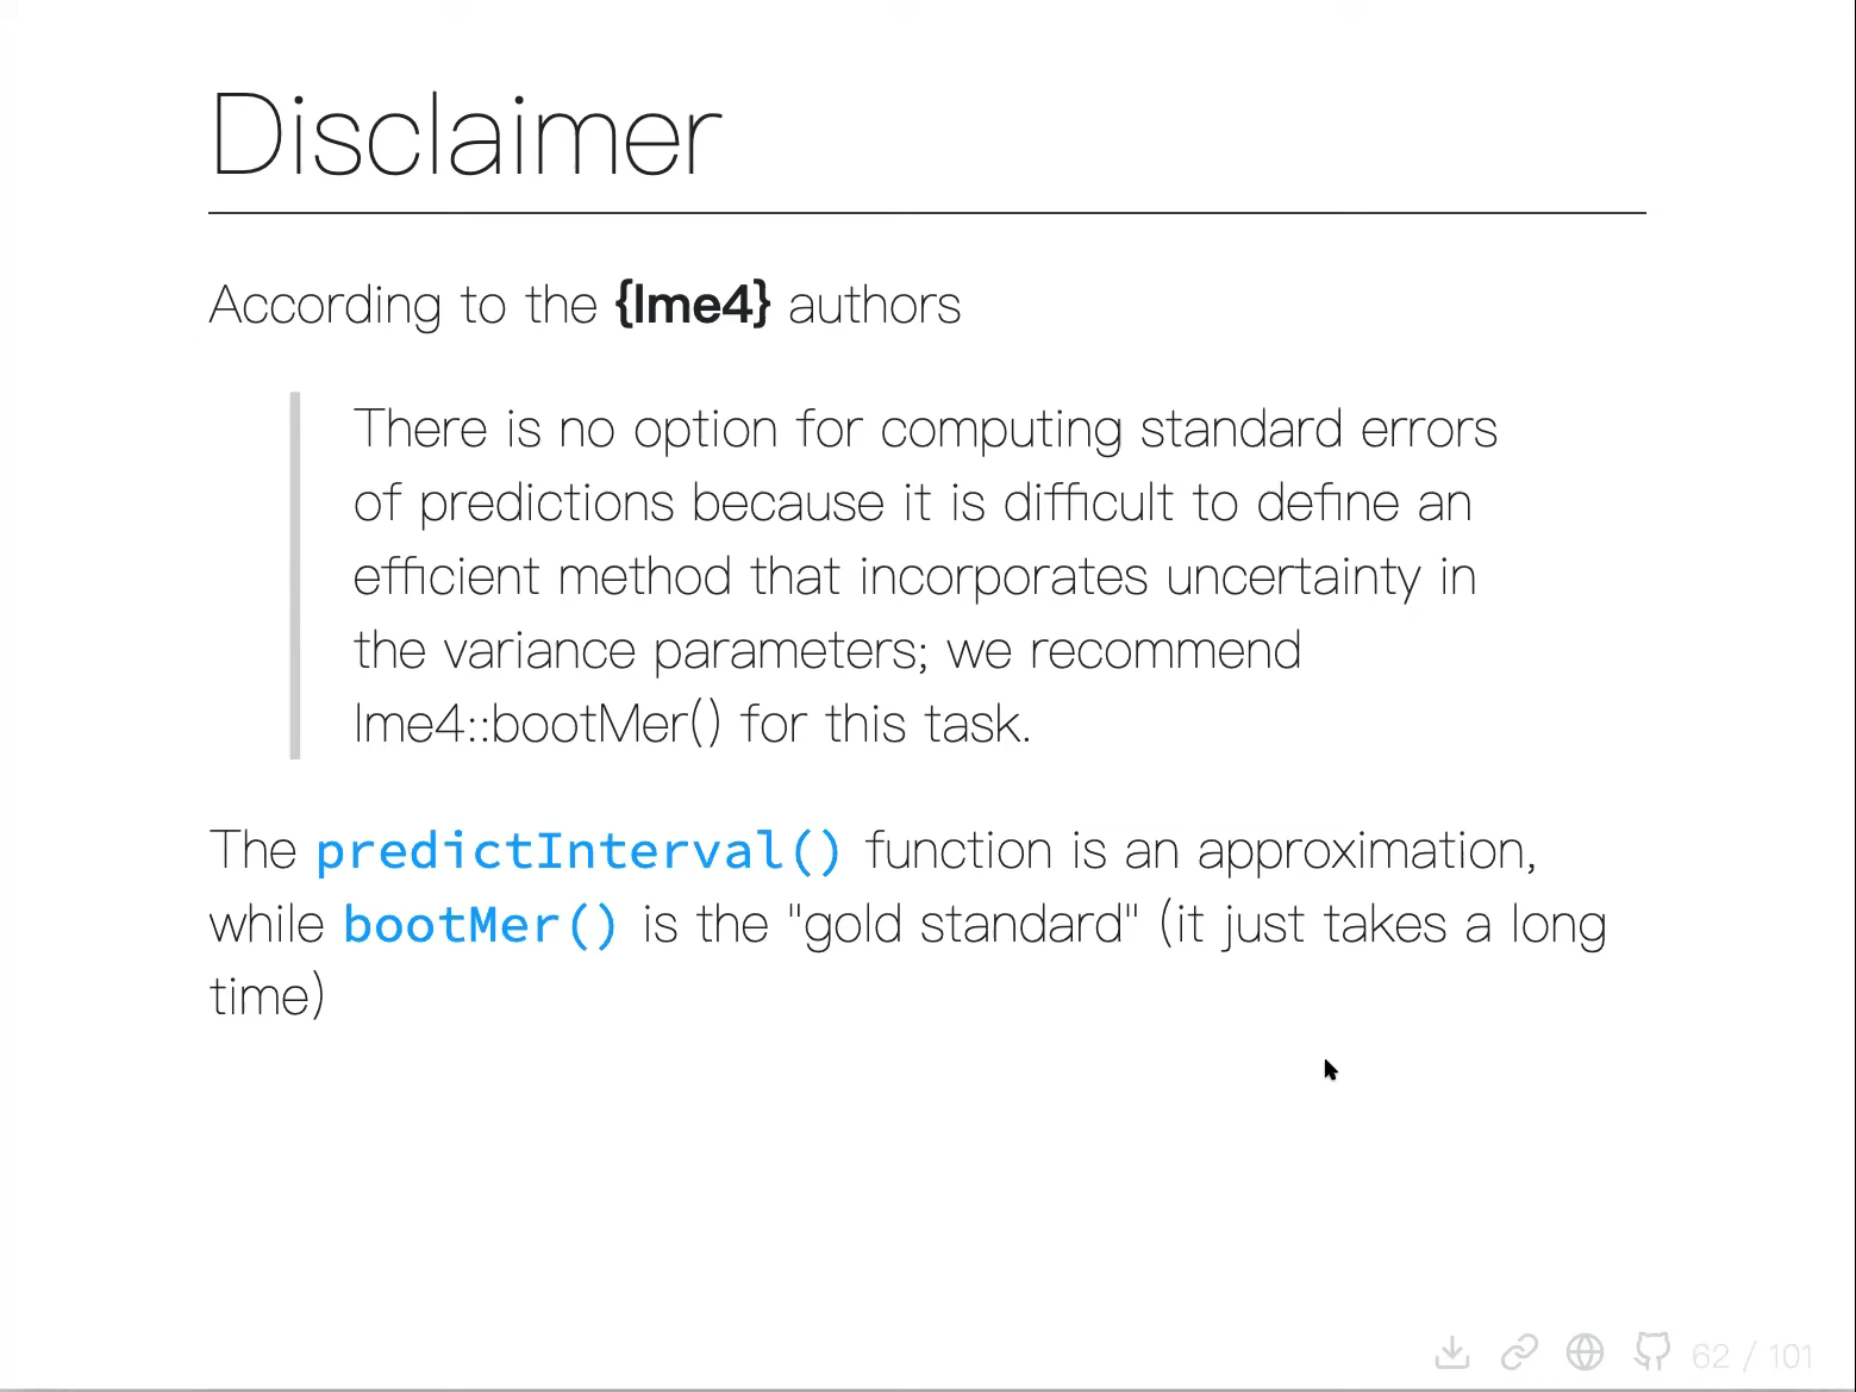 Disclaimer
According to the {lme4} authors
There is no option for computing standard errors
of predictions because it is difficult to define an
efficient method that incorporates uncertainty in
the variance parameters; we recommend
lme4::bootMer() for this task.
The predictInterval() function is an approximation,
while bootMer() is the "gold standard" (it just takes a long
time)
62 / 101